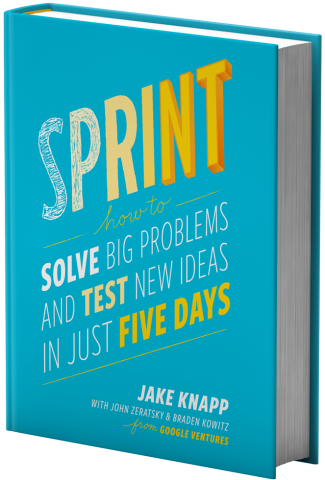 SPRINT
how to
SOLVE BIG PROBLEMS
AND TEST NEW IDEAS
IN JUST FIVE DAYS
JAKE KNAPP
WITH JOHN ZERATSKY & BRADEN KOWITZ
from GOOGLE VENTURES